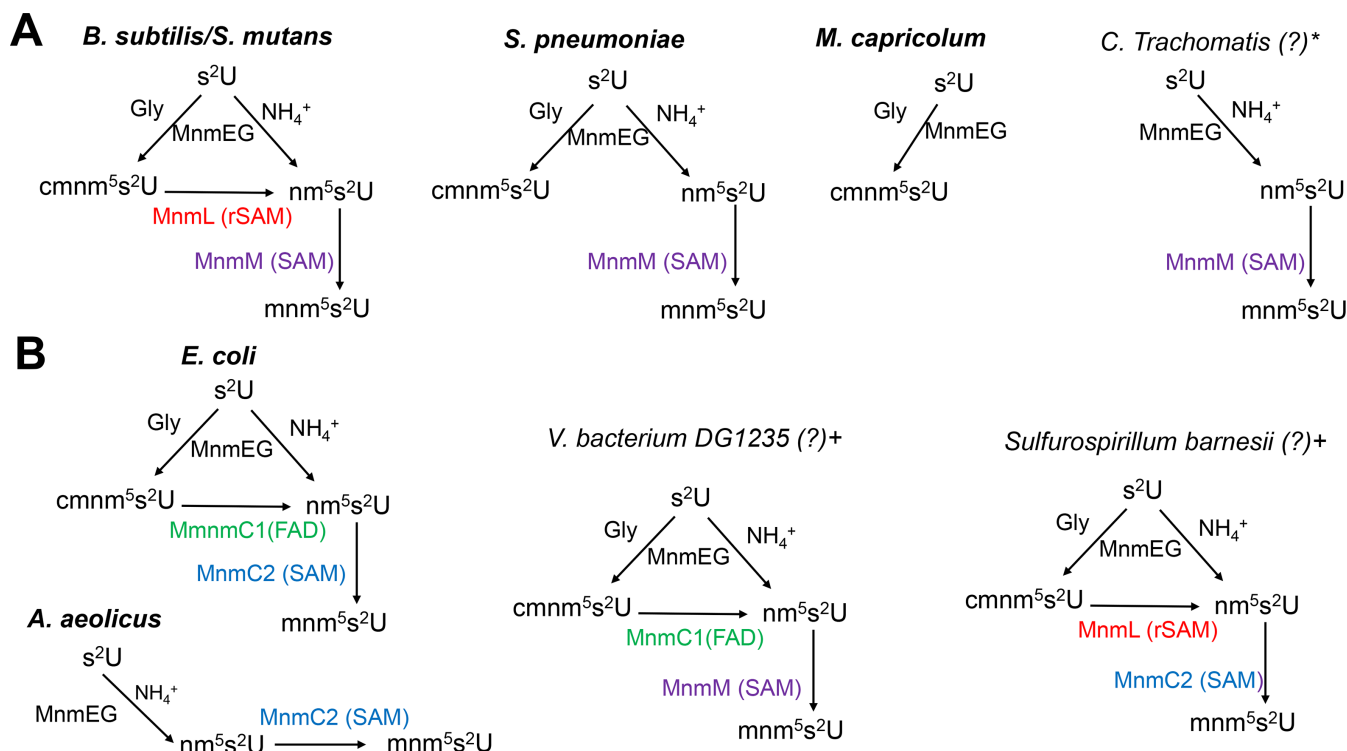 A
B. subtilis/S. mutans
s²U
Gly
NH₄⁺
MnmEG
cmnm⁵s²U
nm⁵s²U
MnmL (rSAM)
MnmM (SAM)
mnm⁵s²U
S. pneumoniae
s²U
Gly
NH₄⁺
MnmEG
cmnm⁵s²U
nm⁵s²U
MnmM (SAM)
mnm⁵s²U
M. capricolum
s²U
Gly
MnmEG
cmnm⁵s²U
C. Trachomatis (?)*
s²U
NH₄⁺
MnmEG
nm⁵s²U
MnmM (SAM)
mnm⁵s²U
B
E. coli
s²U
Gly
NH₄⁺
MnmEG
cmnm⁵s²U
nm⁵s²U
MmnmC1(FAD)
MnmC2 (SAM)
mnm⁵s²U
A. aeolicus
s²U
NH₄⁺
MnmEG
MnmC2 (SAM)
nm⁵s²U
mnm⁵s²U
V. bacterium DG1235 (?)+
s²U
Gly
NH₄⁺
MnmEG
cmnm⁵s²U
nm⁵s²U
MnmC1(FAD)
MnmM (SAM)
mnm⁵s²U
Sulfurospirillum barnesii (?)+
s²U
Gly
NH₄⁺
MnmEG
cmnm⁵s²U
nm⁵s²U
MnmL (rSAM)
MnmC2 (SAM)
mnm⁵s²U